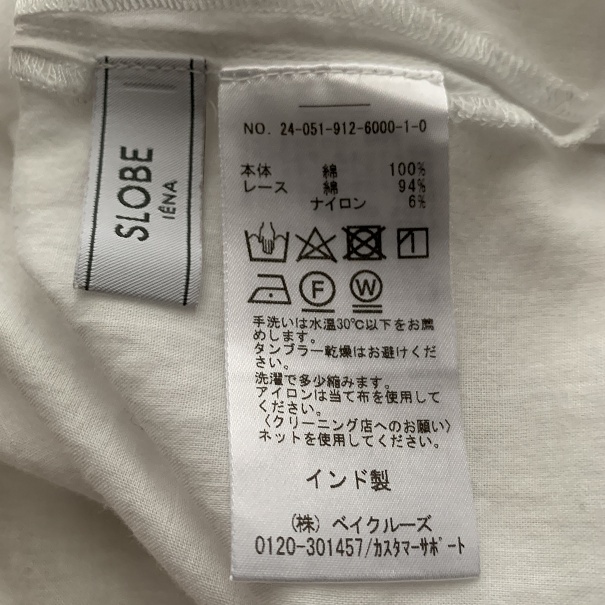 SLOBE
IÉNA
NO. 24-051-912-6000-1-0
本体 綿 100%
レース 綿 94%
ナイロン 6%
F W
手洗いは水温30℃以下をお薦
めします。
タンブラー乾燥はお避けくだ
さい。
洗濯で多少縮みます。
アイロンは当て布を使用して
ください。
〈クリーニング店へのお願い〉
ネットを使用してください。
インド製
(株) ベイクルーズ
0120-301457/カスタマーサポート